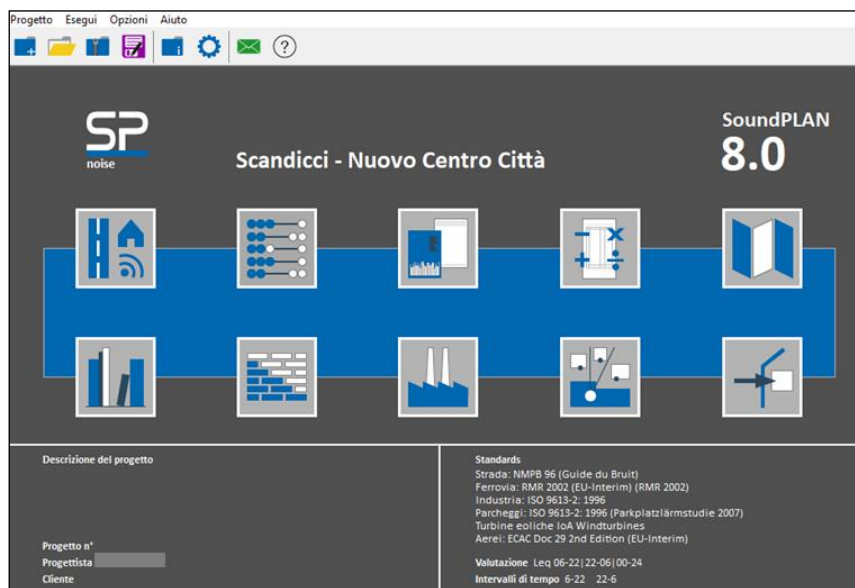 Progetto Esegui Opzioni Aiuto
SP
noise
Scandicci - Nuovo Centro Città
SoundPLAN
8.0
Descrizione del progetto
Progetto n°
Progettista
Cliente
Standards
Strada: NMPB 96 (Guide du Bruit)
Ferrovia: RMR 2002 (EU-Interim) (RMR 2002)
Industria: ISO 9613-2: 1996
Parcheggi: ISO 9613-2: 1996 (Parkplatzlärmstudie 2007)
Turbine eoliche IoA Windturbines
Aerei: ECAC Doc 29 2nd Edition (EU-Interim)
Valutazione Leq 06-22|22-06|00-24
Intervalli di tempo 6-22 22-6